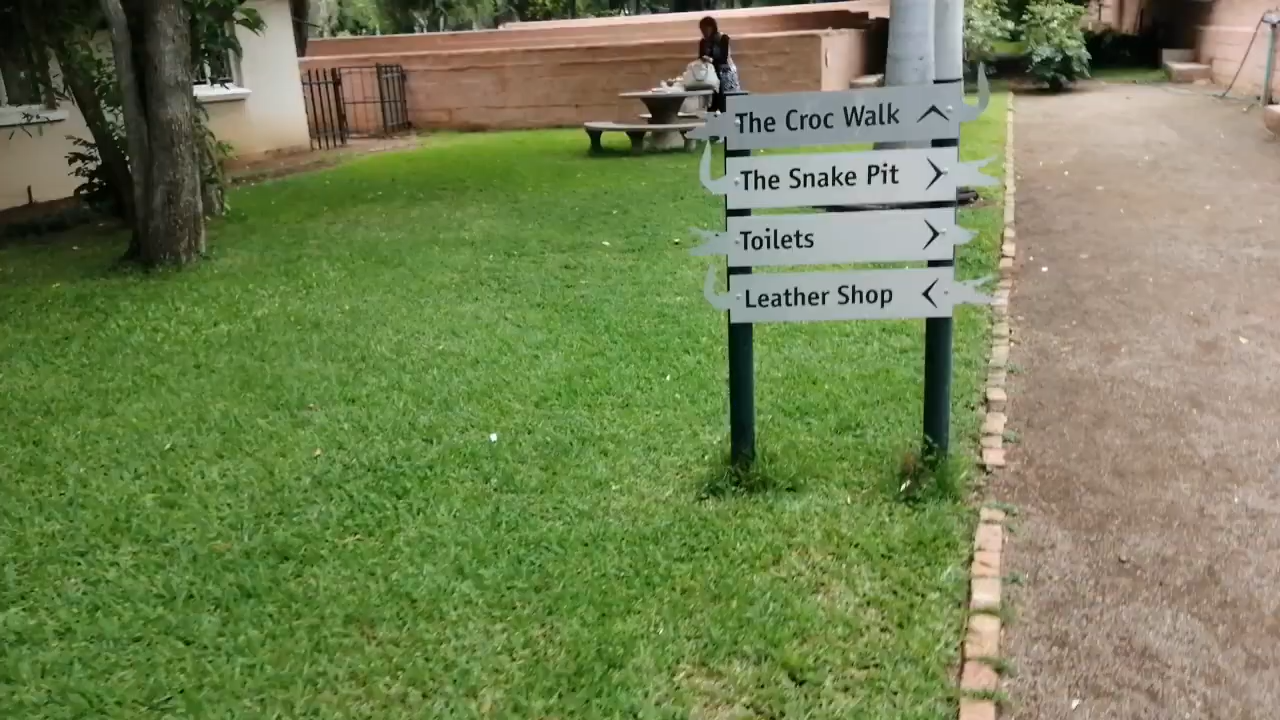 The Croc Walk
The Snake Pit
Toilets
Leather Shop